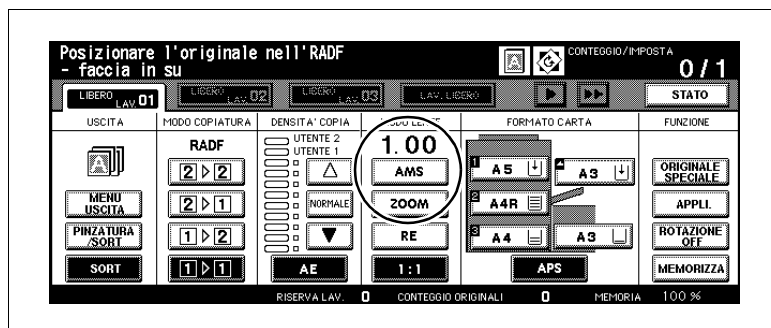 Posizionare l'originale nell'RADF
- faccia in su
CONTEGGIO/IMPOSTA
0/1
LIBERO LAV.01
LIBERO LAV.02
LIBERO LAV.03
LAV. LIBERO
STATO
USCITA
MODO COPIATURA
DENSITA' COPIA
FORMATO CARTA
FUNZIONE
MENU USCITA
PINZATURA /SORT
SORT
RADF
2 ▷ 2
2 ▷ 1
1 ▷ 2
1 ▷ 1
UTENTE 2
UTENTE 1
NORMALE
AE
1.00
AMS
ZOOM
RE
1:1
1 A5
A3
2 A4R
3 A4
A3
APS
ORIGINALE SPECIALE
APPLI.
ROTAZIONE OFF
MEMORIZZA
RISERVA LAV. 0 CONTEGGIO ORIGINALI 0 MEMORIA 100%